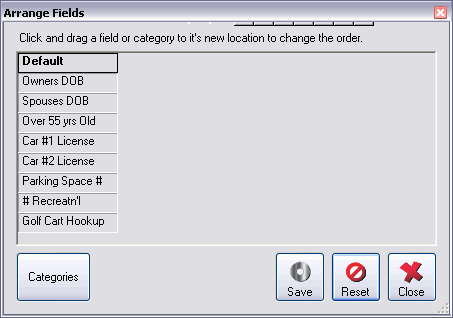 Arrange Fields
Click and drag a field or category to it's new location to change the order.
Default
Owners DOB
Spouses DOB
Over 55 yrs Old
Car #1 License
Car #2 License
Parking Space #
# Recreatn'l
Golf Cart Hookup
Categories
Save
Reset
Close